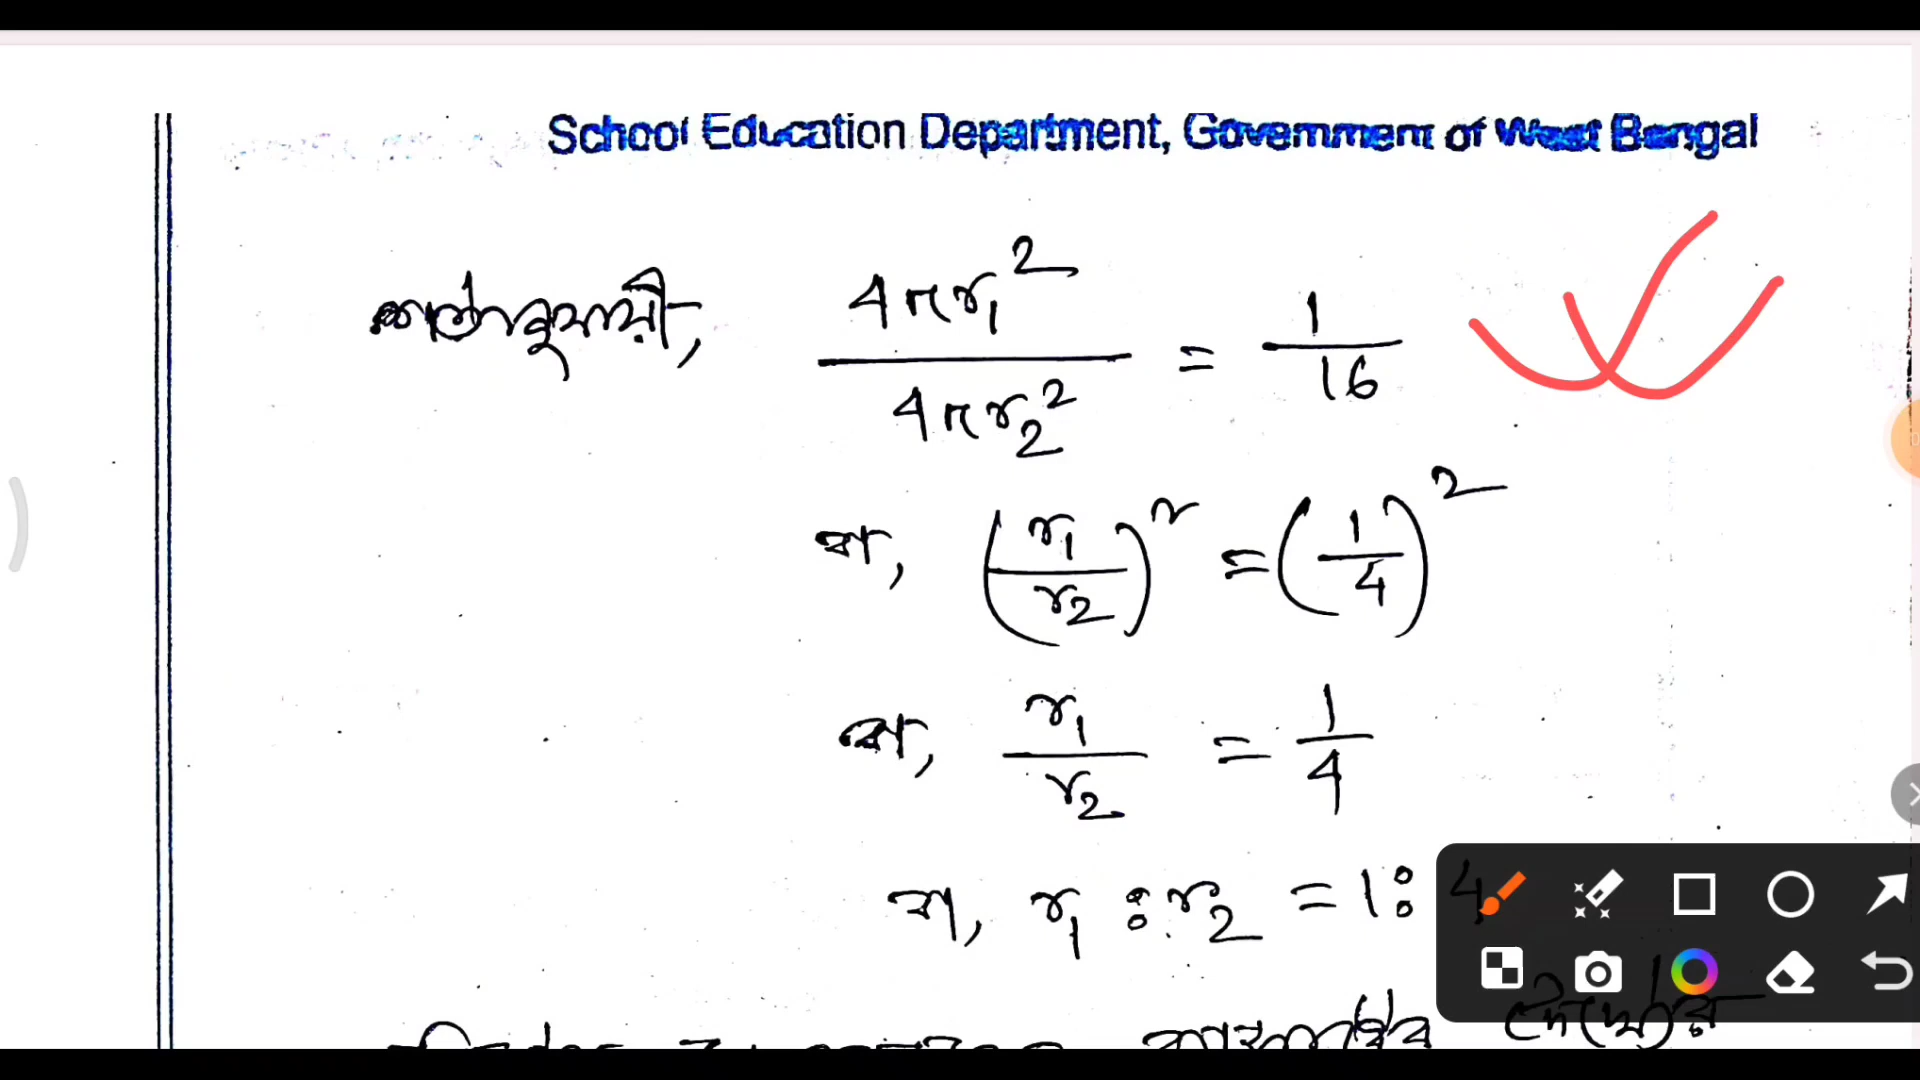 School Education Department, Government of West Bengal
শর্তানুযায়ী, 4πr₁² / 4πr₂² = 1/16
বা, (r₁/r₂)² = (1/4)²
বা, r₁/r₂ = 1/4
বা, r₁ : r₂ = 1 : 4